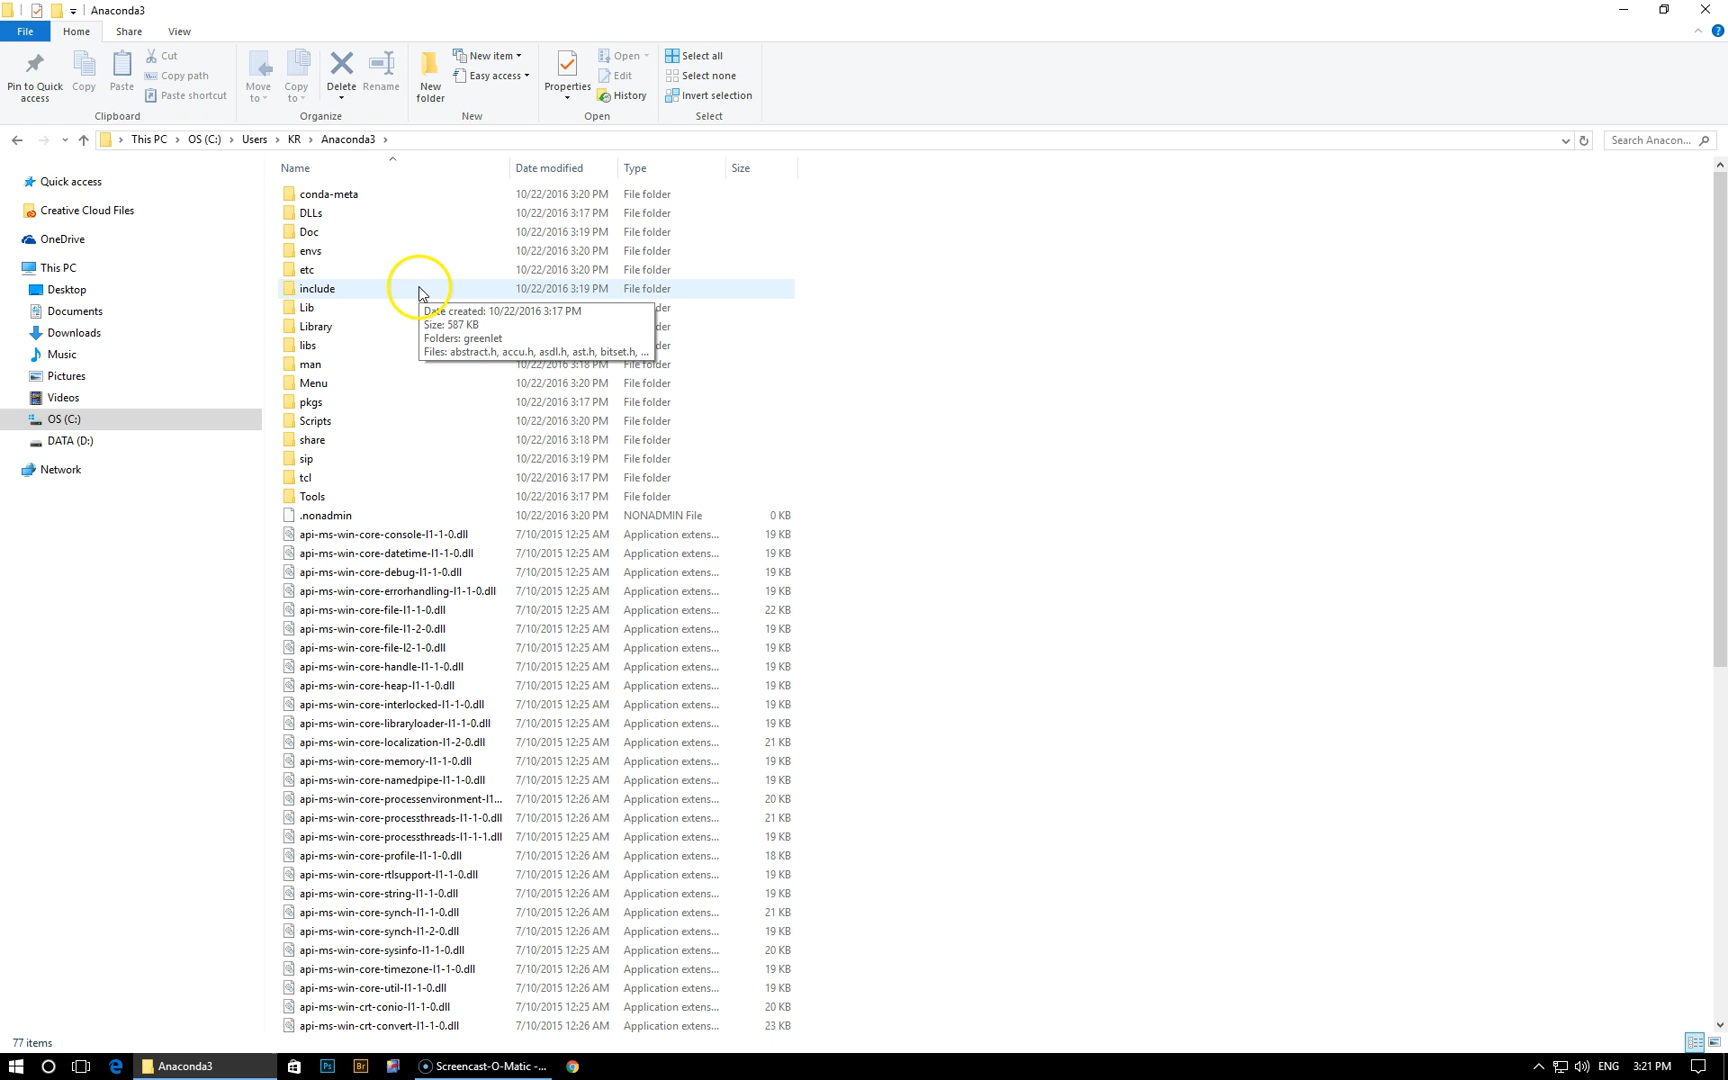 Anaconda3
File Home Share View
Pin to Quick access
Copy
Paste
Cut
Copy path
Paste shortcut
Clipboard
Move to
Copy to
Delete
Rename
Organize
New folder
New item
Easy access
New
Properties
Open
Edit
History
Open
Select all
Select none
Invert selection
Select
This PC > OS (C:) > Users > KR > Anaconda3 >
Search Anacon...
Quick access
Creative Cloud Files
OneDrive
This PC
Desktop
Documents
Downloads
Music
Pictures
Videos
OS (C:)
DATA (D:)
Network
Name Date modified Type Size
conda-meta 10/22/2016 3:20 PM File folder
DLLs 10/22/2016 3:17 PM File folder
Doc 10/22/2016 3:19 PM File folder
envs 10/22/2016 3:20 PM File folder
etc 10/22/2016 3:20 PM File folder
include 10/22/2016 3:19 PM File folder
Lib der
Library der
libs der
man 10/22/2016 3:18 PM File folder
Date created: 10/22/2016 3:17 PM
Size: 587 KB
Folders: greenlet
Files: abstract.h, accu.h, asdl.h, ast.h, bitset.h, ...
Menu 10/22/2016 3:20 PM File folder
pkgs 10/22/2016 3:17 PM File folder
Scripts 10/22/2016 3:20 PM File folder
share 10/22/2016 3:18 PM File folder
sip 10/22/2016 3:19 PM File folder
tcl 10/22/2016 3:17 PM File folder
Tools 10/22/2016 3:17 PM File folder
.nonadmin 10/22/2016 3:20 PM NONADMIN File 0 KB
api-ms-win-core-console-l1-1-0.dll 7/10/2015 12:25 AM Application extens... 19 KB
api-ms-win-core-datetime-l1-1-0.dll 7/10/2015 12:25 AM Application extens... 19 KB
api-ms-win-core-debug-l1-1-0.dll 7/10/2015 12:25 AM Application extens... 19 KB
api-ms-win-core-errorhandling-l1-1-0.dll 7/10/2015 12:25 AM Application extens... 19 KB
api-ms-win-core-file-l1-1-0.dll 7/10/2015 12:25 AM Application extens... 22 KB
api-ms-win-core-file-l1-2-0.dll 7/10/2015 12:25 AM Application extens... 19 KB
api-ms-win-core-file-l2-1-0.dll 7/10/2015 12:25 AM Application extens... 19 KB
api-ms-win-core-handle-l1-1-0.dll 7/10/2015 12:25 AM Application extens... 19 KB
api-ms-win-core-heap-l1-1-0.dll 7/10/2015 12:25 AM Application extens... 19 KB
api-ms-win-core-interlocked-l1-1-0.dll 7/10/2015 12:25 AM Application extens... 19 KB
api-ms-win-core-libraryloader-l1-1-0.dll 7/10/2015 12:25 AM Application extens... 19 KB
api-ms-win-core-localization-l1-2-0.dll 7/10/2015 12:25 AM Application extens... 21 KB
api-ms-win-core-memory-l1-1-0.dll 7/10/2015 12:25 AM Application extens... 19 KB
api-ms-win-core-namedpipe-l1-1-0.dll 7/10/2015 12:25 AM Application extens... 19 KB
api-ms-win-core-processenvironment-l1... 7/10/2015 12:26 AM Application extens... 20 KB
api-ms-win-core-processthreads-l1-1-0.dll 7/10/2015 12:26 AM Application extens... 21 KB
api-ms-win-core-processthreads-l1-1-1.dll 7/10/2015 12:25 AM Application extens... 19 KB
api-ms-win-core-profile-l1-1-0.dll 7/10/2015 12:26 AM Application extens... 18 KB
api-ms-win-core-rtlsupport-l1-1-0.dll 7/10/2015 12:26 AM Application extens... 19 KB
api-ms-win-core-string-l1-1-0.dll 7/10/2015 12:26 AM Application extens... 19 KB
api-ms-win-core-synch-l1-1-0.dll 7/10/2015 12:26 AM Application extens... 21 KB
api-ms-win-core-synch-l1-2-0.dll 7/10/2015 12:26 AM Application extens... 19 KB
api-ms-win-core-sysinfo-l1-1-0.dll 7/10/2015 12:25 AM Application extens... 20 KB
api-ms-win-core-timezone-l1-1-0.dll 7/10/2015 12:26 AM Application extens... 19 KB
api-ms-win-core-util-l1-1-0.dll 7/10/2015 12:26 AM Application extens... 19 KB
api-ms-win-crt-conio-l1-1-0.dll 7/10/2015 12:25 AM Application extens... 20 KB
api-ms-win-crt-convert-l1-1-0.dll 7/10/2015 12:26 AM Application extens... 23 KB
77 items
Anaconda3
Ps
Br
Screencast-O-Matic -...
ENG
3:21 PM